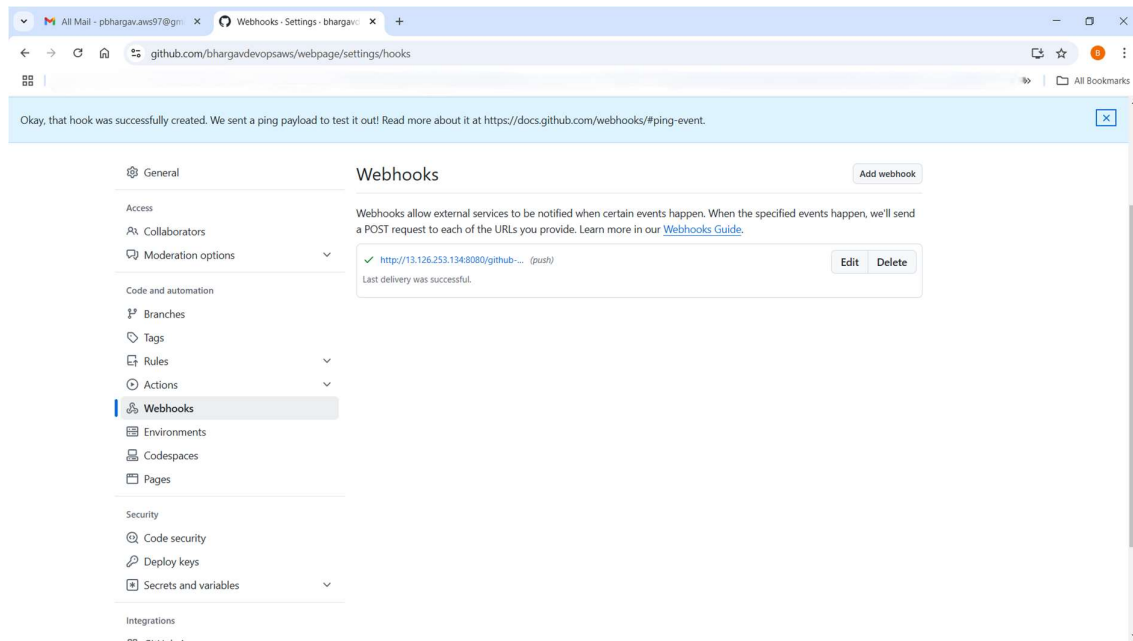 All Mail - pbhargav.aws97@gm
Webhooks · Settings · bhargavd
github.com/bhargavdevopsaws/webpage/settings/hooks
B
All Bookmarks
Okay, that hook was successfully created. We sent a ping payload to test it out! Read more about it at https://docs.github.com/webhooks/#ping-event.
General
Access
Collaborators
Moderation options
Code and automation
Branches
Tags
Rules
Actions
Webhooks
Environments
Codespaces
Pages
Security
Code security
Deploy keys
Secrets and variables
Integrations
Webhooks
Add webhook
Webhooks allow external services to be notified when certain events happen. When the specified events happen, we'll send
a POST request to each of the URLs you provide. Learn more in our Webhooks Guide.
http://13.126.253.134:8080/github-... (push)
Edit Delete
Last delivery was successful.